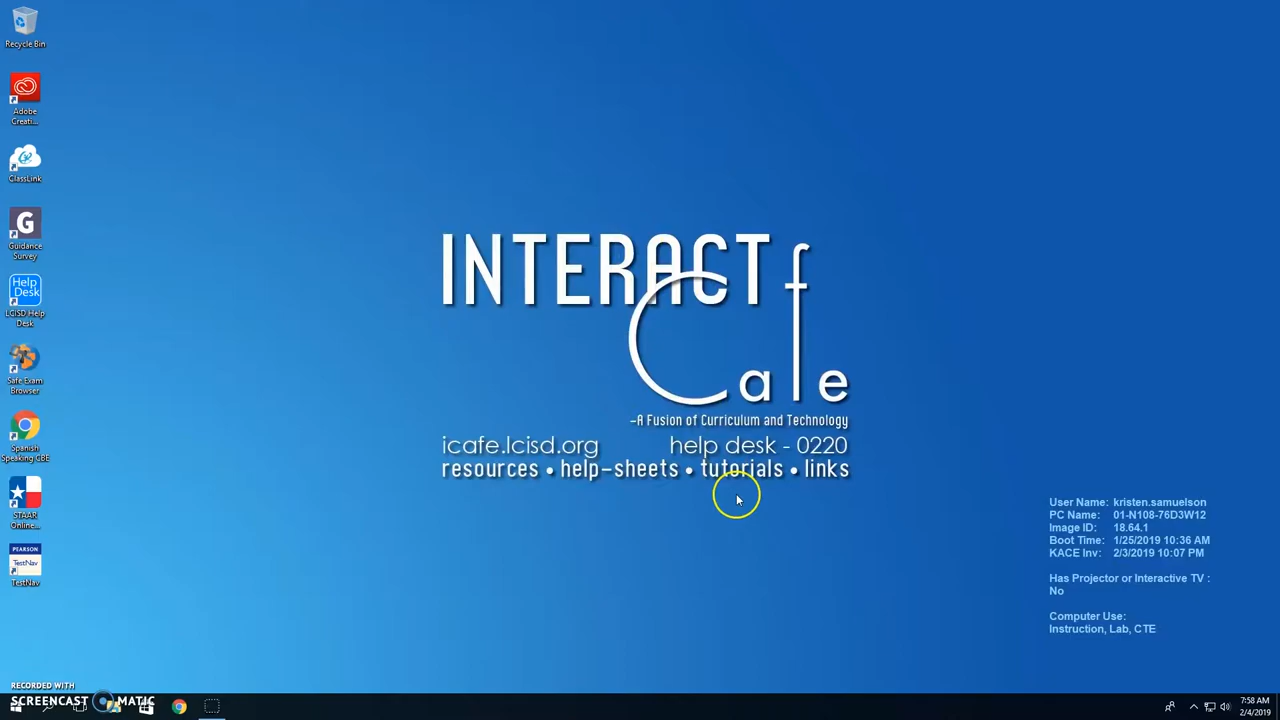 Recycle Bin
Adobe
Creati...
ClassLink
G
Guidance
Survey
Help
Desk
LCISD Help
Desk
Safe Exam
Browser
Spanish
Speaking CBE
STAAR
Online...
PEARSON
TestNav
TestNav
INTERACT
Cafe
-A Fusion of Curriculum and Technology
icafe.lcisd.org help desk - 0220
resources • help-sheets • tutorials • links
User Name: kristen.samuelson
PC Name: 01-N108-76D3W12
Image ID: 18.64.1
Boot Time: 1/25/2019 10:36 AM
KACE Inv: 2/3/2019 10:07 PM
Has Projector or Interactive TV :
No
Computer Use:
Instruction, Lab, CTE
RECORDED WITH
SCREENCAST MATIC
7:58 AM
2/4/2019